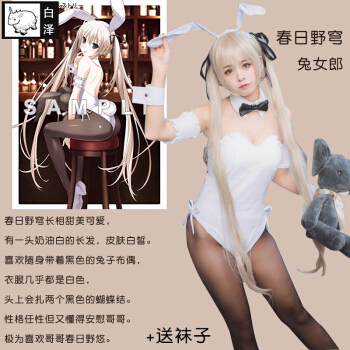 白泽
SAMPL
春日野穹
兔女郎
春日野穹长相甜美可爱，
有一头奶油白的长发，皮肤白皙。
喜欢随身带着黑色的兔子布偶，
衣服几乎都是白色，
头上会扎两个黑色的蝴蝶结。
性格任性但又懂得安慰哥哥。
极为喜欢哥哥春日野悠。
+送袜子